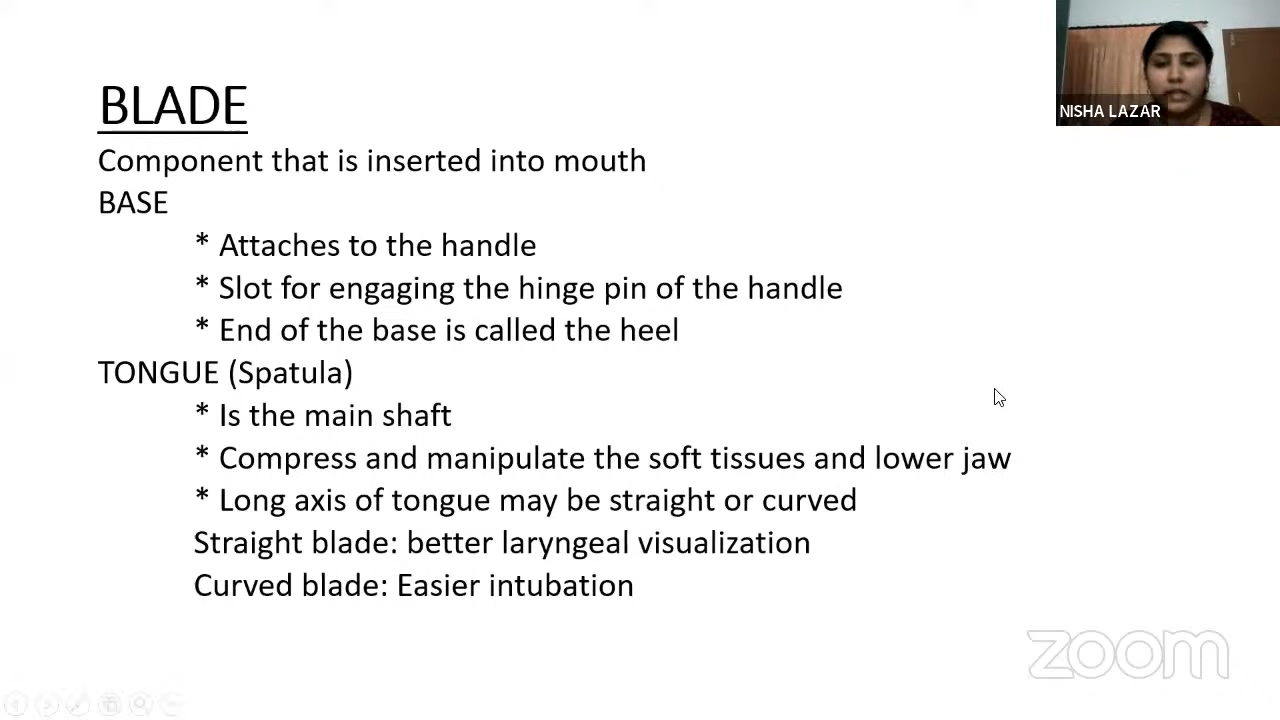 BLADE
Component that is inserted into mouth
BASE
* Attaches to the handle
* Slot for engaging the hinge pin of the handle
* End of the base is called the heel
TONGUE (Spatula)
* Is the main shaft
* Compress and manipulate the soft tissues and lower jaw
* Long axis of tongue may be straight or curved
Straight blade: better laryngeal visualization
Curved blade: Easier intubation
NISHA LAZAR
zoom